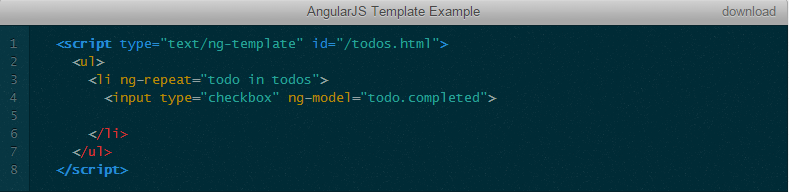 AngularJS Template Example download
1 <script type="text/ng-template" id="/todos.html">
2 <ul>
3 <li ng-repeat="todo in todos">
4 <input type="checkbox" ng-model="todo.completed">
5
6 </li>
7 </ul>
8 </script>